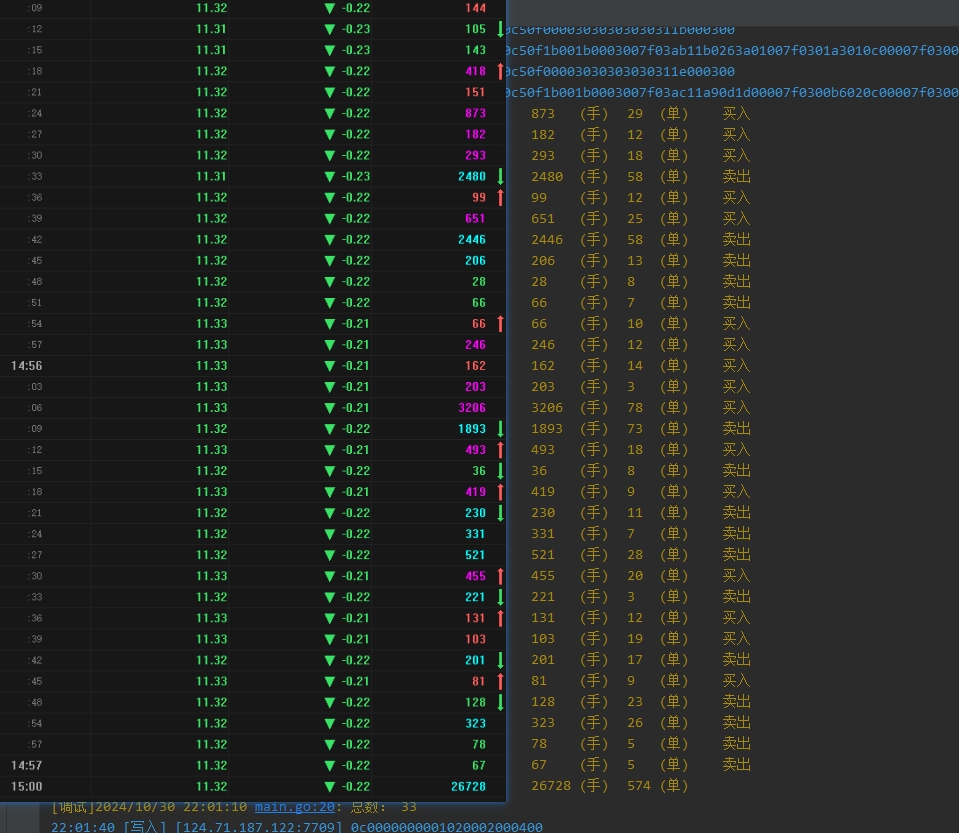 :09 11.32 ▼ -0.22 144
:12 11.31 ▼ -0.23 105 ↓ 0c50f00003030303030311b000300
:15 11.31 ▼ -0.23 143 0c50f1b001b0003007f03ab11b0263a01007f0301a3010c00007f0300
:18 11.32 ▼ -0.22 418 ↑ 0c50f00003030303030311e000300
:21 11.32 ▼ -0.22 151 0c50f1b001b0003007f03ac11a90d1d00007f0300b6020c00007f0300
:24 11.32 ▼ -0.22 873 873 (手) 29 (单) 买入
:27 11.32 ▼ -0.22 182 182 (手) 12 (单) 买入
:30 11.32 ▼ -0.22 293 293 (手) 18 (单) 买入
:33 11.31 ▼ -0.23 2480 ↓ 2480 (手) 58 (单) 卖出
:36 11.32 ▼ -0.22 99 ↑ 99 (手) 12 (单) 买入
:39 11.32 ▼ -0.22 651 651 (手) 25 (单) 买入
:42 11.32 ▼ -0.22 2446 2446 (手) 58 (单) 卖出
:45 11.32 ▼ -0.22 206 206 (手) 13 (单) 卖出
:48 11.32 ▼ -0.22 28 28 (手) 8 (单) 卖出
:51 11.32 ▼ -0.22 66 66 (手) 7 (单) 卖出
:54 11.33 ▼ -0.21 66 ↑ 66 (手) 10 (单) 买入
:57 11.33 ▼ -0.21 246 246 (手) 12 (单) 买入
14:56 11.33 ▼ -0.21 162 162 (手) 14 (单) 买入
:03 11.33 ▼ -0.21 203 203 (手) 3 (单) 买入
:06 11.33 ▼ -0.21 3206 3206 (手) 78 (单) 买入
:09 11.32 ▼ -0.22 1893 ↓ 1893 (手) 73 (单) 卖出
:12 11.33 ▼ -0.21 493 ↑ 493 (手) 18 (单) 买入
:15 11.32 ▼ -0.22 36 ↓ 36 (手) 8 (单) 卖出
:18 11.33 ▼ -0.21 419 ↑ 419 (手) 9 (单) 买入
:21 11.32 ▼ -0.22 230 ↓ 230 (手) 11 (单) 卖出
:24 11.32 ▼ -0.22 331 331 (手) 7 (单) 卖出
:27 11.32 ▼ -0.22 521 521 (手) 28 (单) 卖出
:30 11.33 ▼ -0.21 455 ↑ 455 (手) 20 (单) 买入
:33 11.32 ▼ -0.22 221 ↓ 221 (手) 3 (单) 卖出
:36 11.33 ▼ -0.21 131 ↑ 131 (手) 12 (单) 买入
:39 11.33 ▼ -0.21 103 103 (手) 19 (单) 买入
:42 11.32 ▼ -0.22 201 ↓ 201 (手) 17 (单) 卖出
:45 11.33 ▼ -0.21 81 ↑ 81 (手) 9 (单) 买入
:48 11.32 ▼ -0.22 128 ↓ 128 (手) 23 (单) 卖出
:54 11.32 ▼ -0.22 323 323 (手) 26 (单) 卖出
:57 11.32 ▼ -0.22 78 78 (手) 5 (单) 卖出
14:57 11.32 ▼ -0.22 67 67 (手) 5 (单) 卖出
15:00 11.32 ▼ -0.22 26728 26728 (手) 574 (单)
[调试]2024/10/30 22:01:10 main.go:20: 总数： 33
22:01:40 [写入] [124.71.187.122:7709] 0c0000000001020002000400